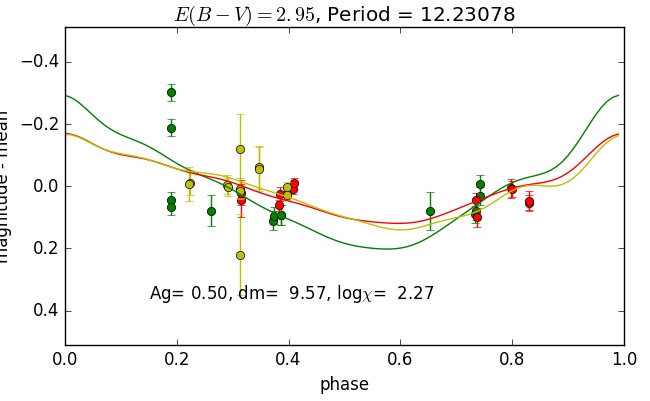 E(B − V) = 2.95, Period = 12.23078
−0.4
−0.2
0.0
0.2
0.4
magnitude - mean
Ag= 0.50, dm= 9.57, logχ= 2.27
0.0 0.2 0.4 0.6 0.8 1.0
phase